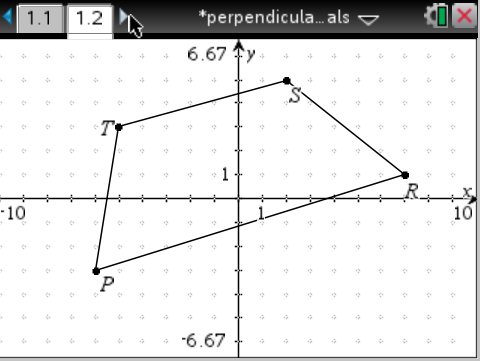 1.1 1.2 *perpendicula...als
6.67 y
S
T
1
R
-10 1 x 10
P
-6.67